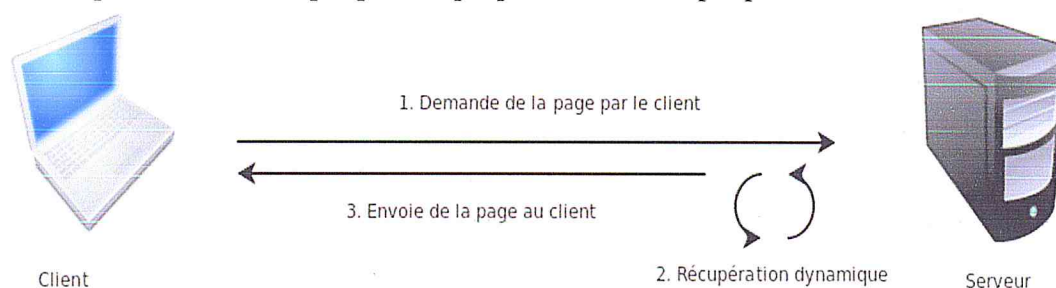 1. Demande de la page par le client
3. Envoie de la page au client
2. Récupération dynamique
Client
Serveur